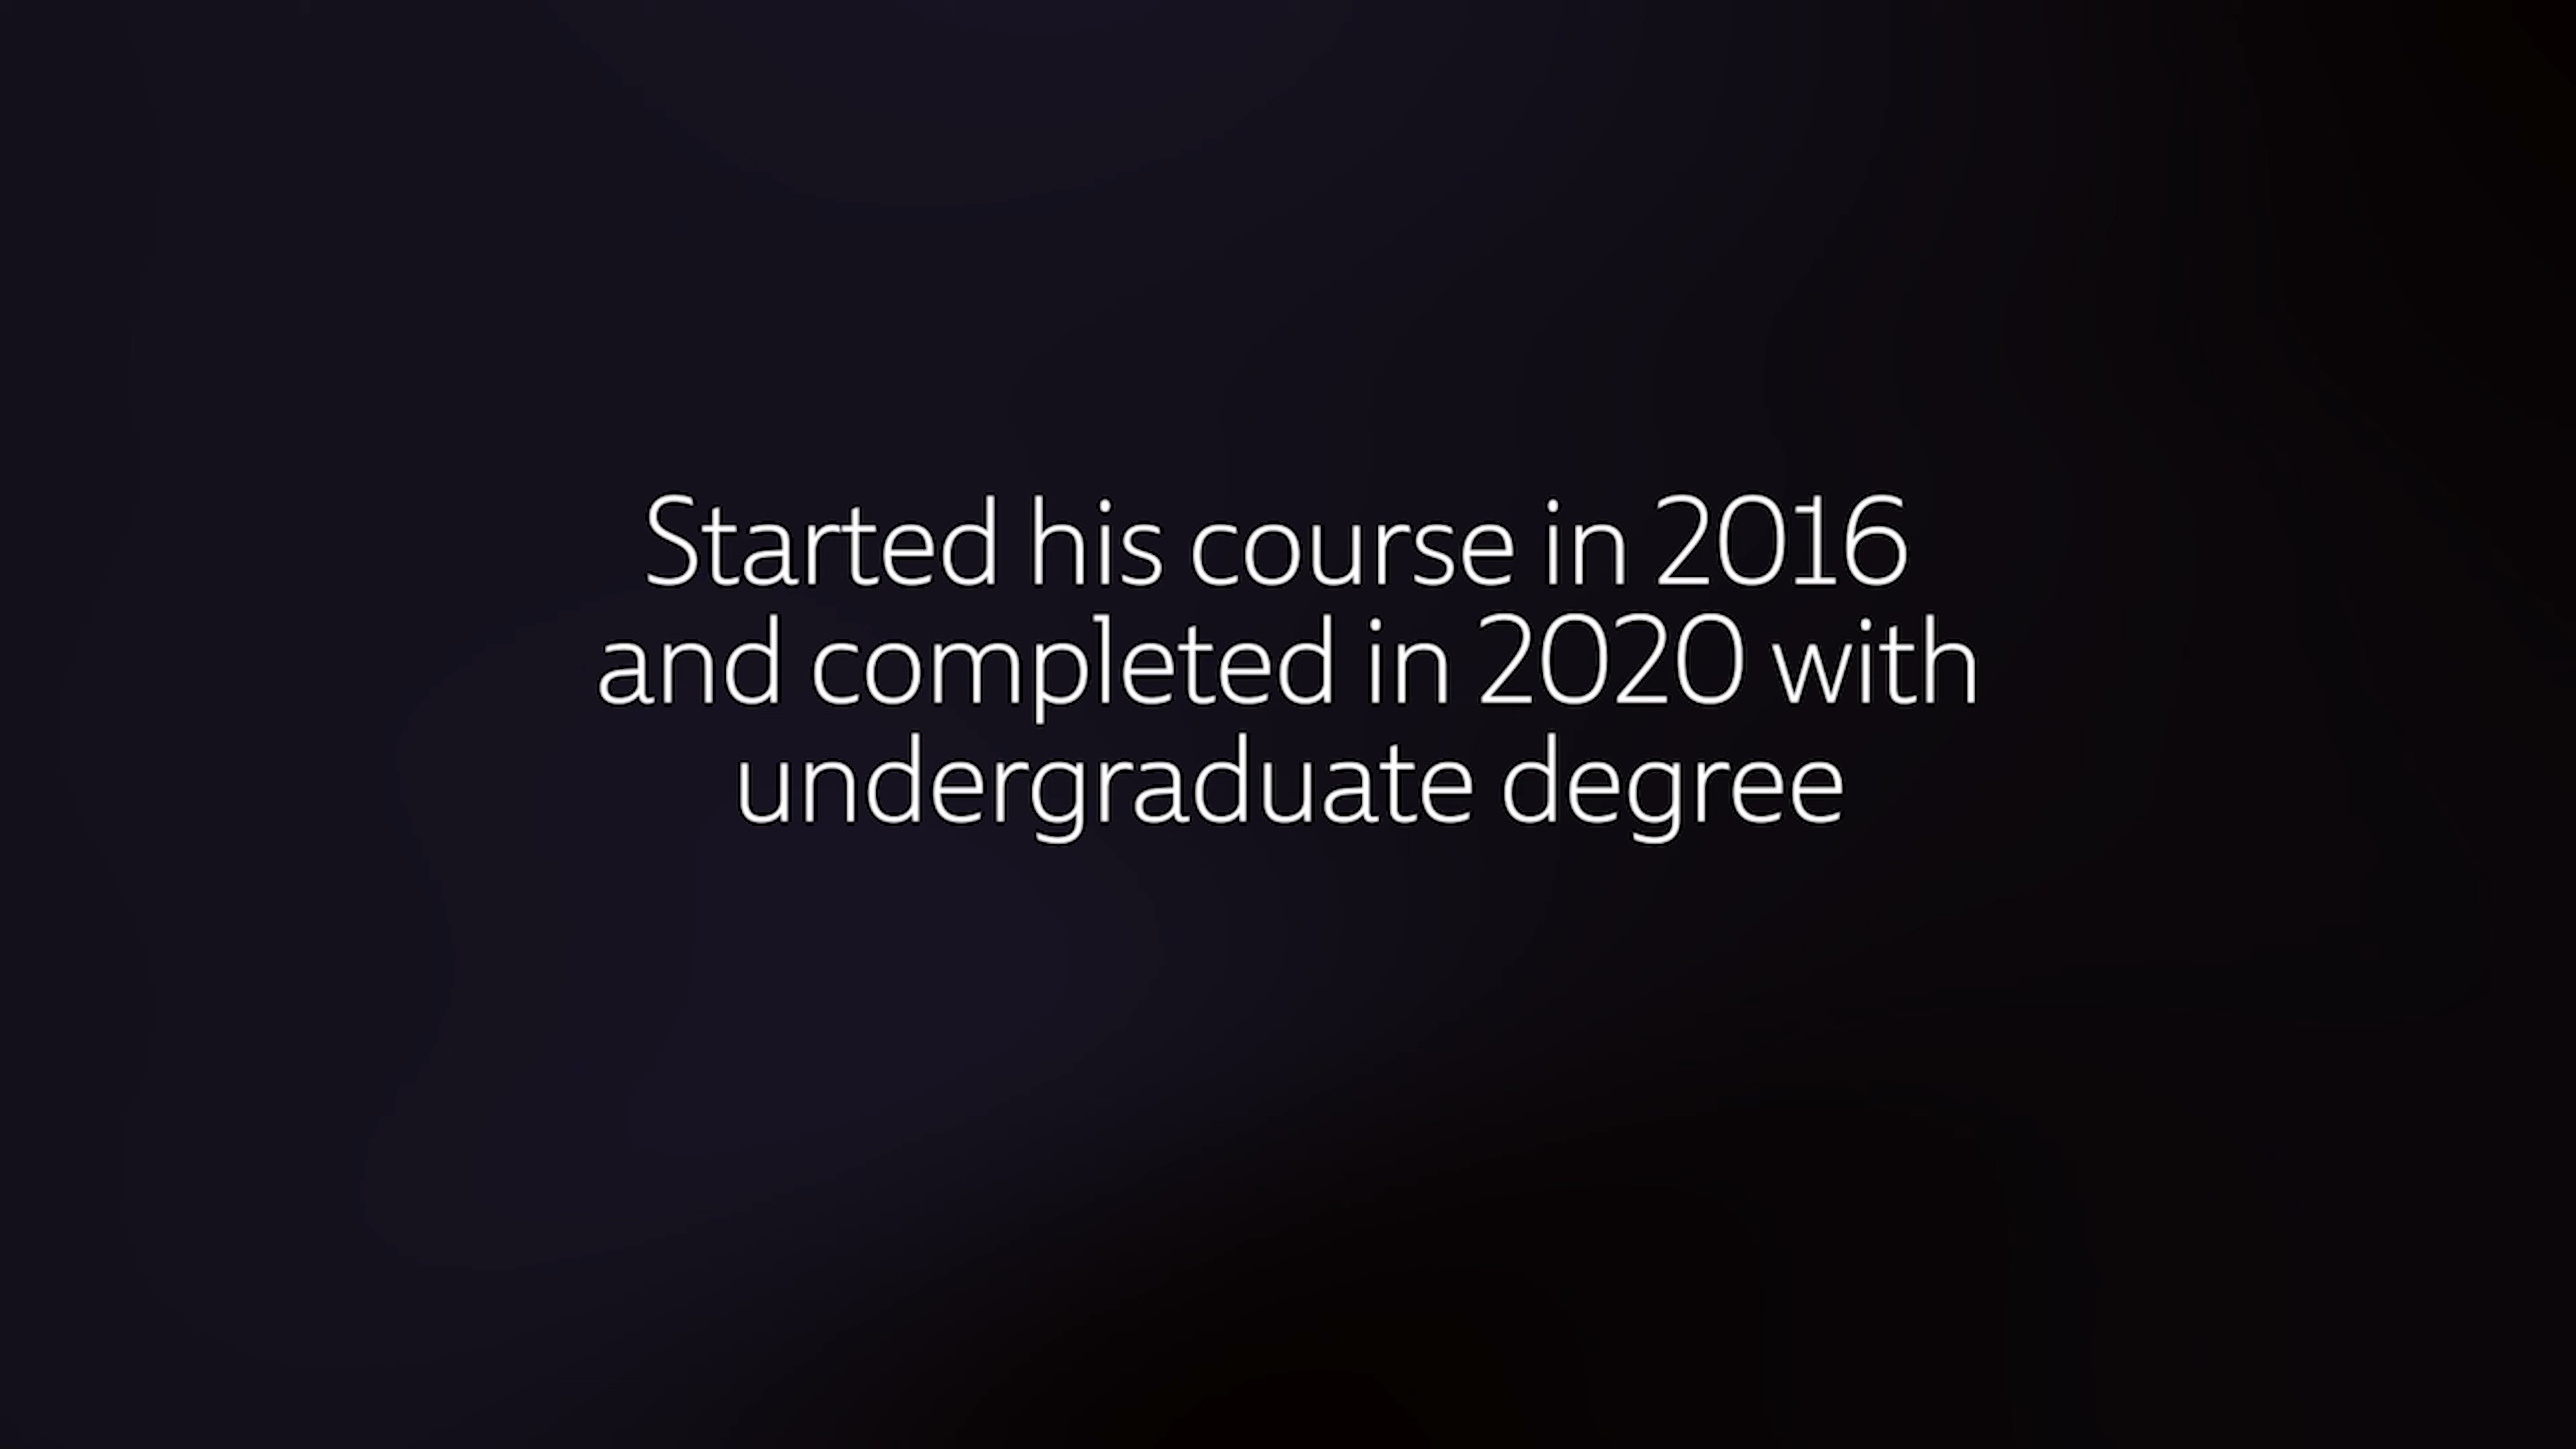 Started his course in 2016
and completed in 2020 with
undergraduate degree